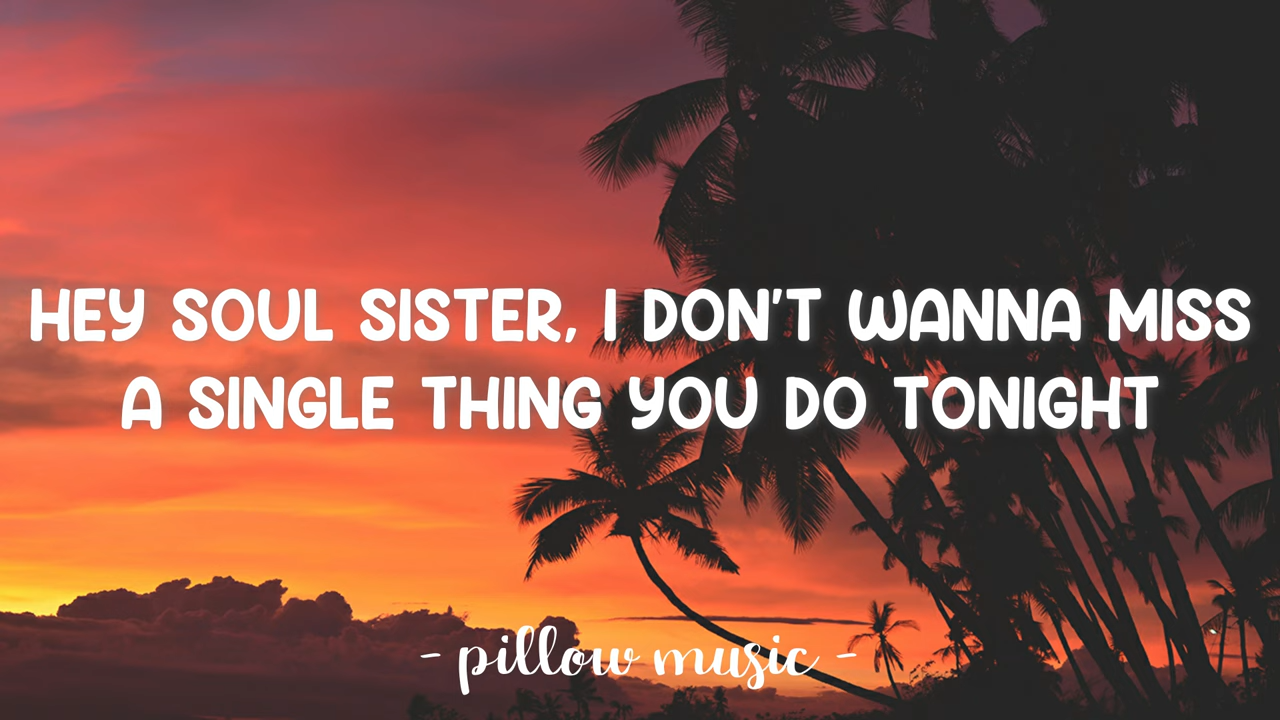 HEY SOUL SISTER, I DON'T WANNA MISS
A SINGLE THING YOU DO TONIGHT
- pillow music -